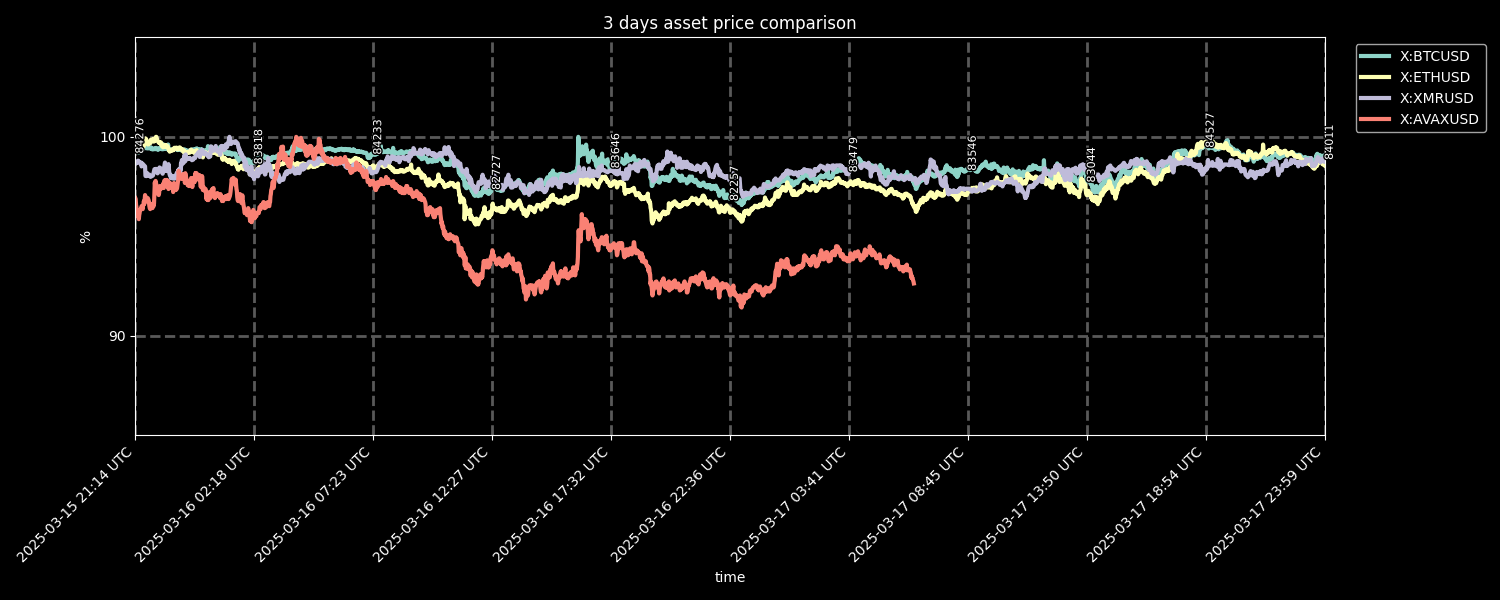 3 days asset price comparison
X:BTCUSD
X:ETHUSD
X:XMRUSD
X:AVAXUSD
100
90
%
84276
83818
84233
82727
83646
82257
83479
83546
83044
84527
84011
2025-03-15 21:14 UTC
2025-03-16 02:18 UTC
2025-03-16 07:23 UTC
2025-03-16 12:27 UTC
2025-03-16 17:32 UTC
2025-03-16 22:36 UTC
2025-03-17 03:41 UTC
2025-03-17 08:45 UTC
2025-03-17 13:50 UTC
2025-03-17 18:54 UTC
2025-03-17 23:59 UTC
time